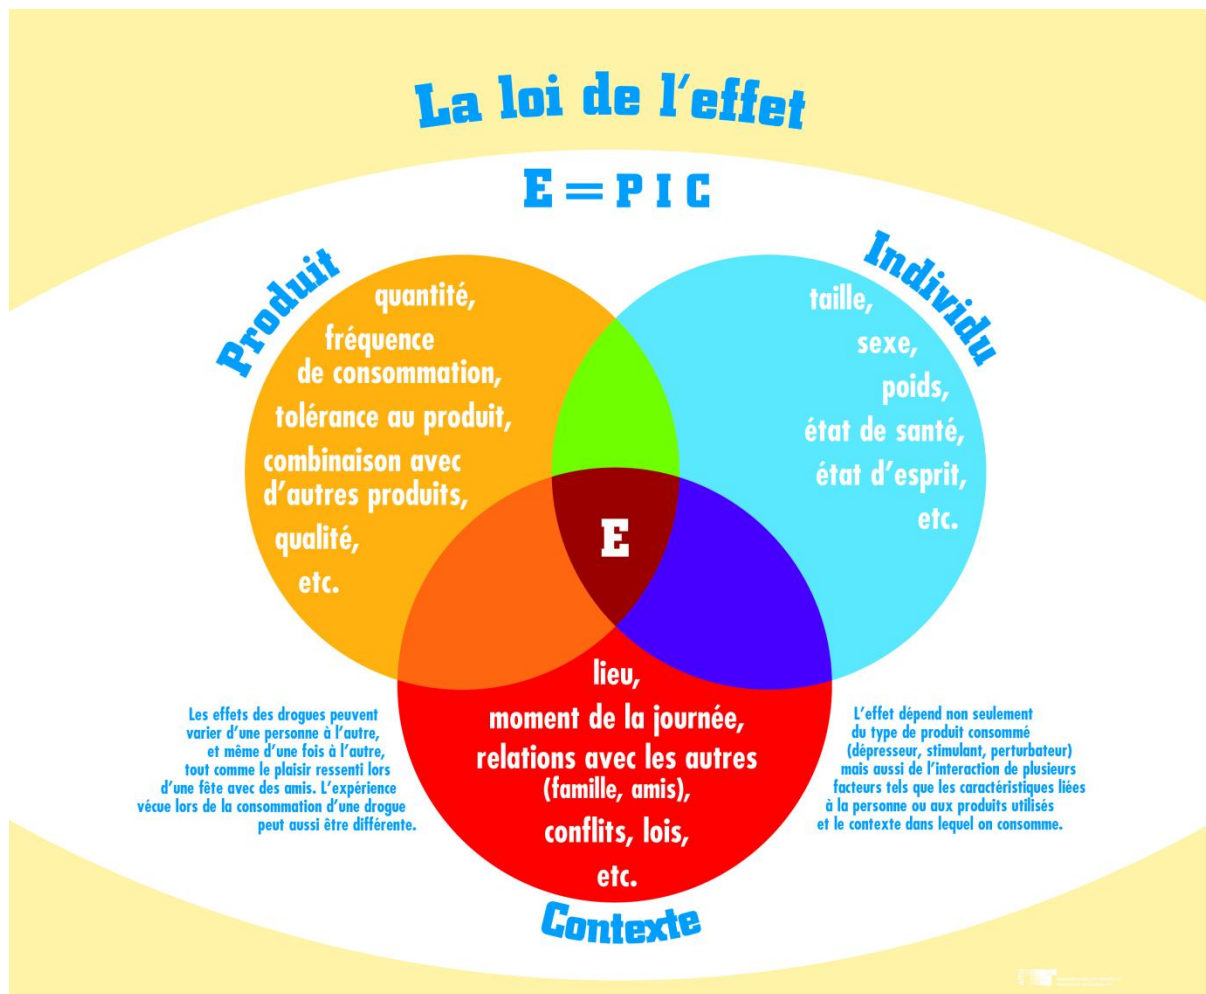 La loi de l'effet
E = P I C
Produit
quantité,
fréquence
de consommation,
tolérance au produit,
combinaison avec
d'autres produits,
qualité,
etc.
Individu
taille,
sexe,
poids,
état de santé,
état d'esprit,
etc.
E
lieu,
moment de la journée,
relations avec les autres
(famille, amis),
conflits, lois,
etc.
Contexte
Les effets des drogues peuvent
varier d'une personne à l'autre,
et même d'une fois à l'autre,
tout comme le plaisir ressenti lors
d'une fête avec des amis. L'expérience
vécue lors de la consommation d'une drogue
peut aussi être différente.
L'effet dépend non seulement
du type de produit consommé
(dépresseur, stimulant, perturbateur)
mais aussi de l'interaction de plusieurs
facteurs tels que les caractéristiques liées
à la personne ou aux produits utilisés
et le contexte dans lequel on consomme.